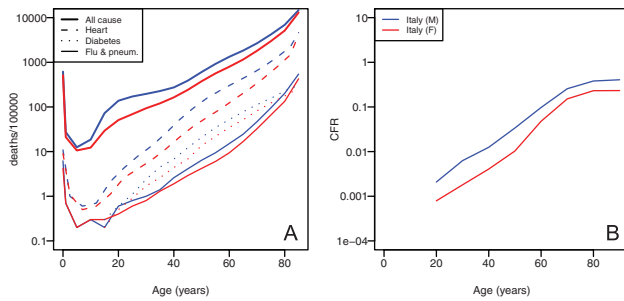 10000
1000
100
10
1
0.1
deaths/100000
All cause
Heart
Diabetes
Flu & pneum.
A
0
20
40
60
80
Age (years)
10
1
0.1
0.01
0.001
1e−04
CFR
Italy (M)
Italy (F)
B
0
20
40
60
80
Age (years)